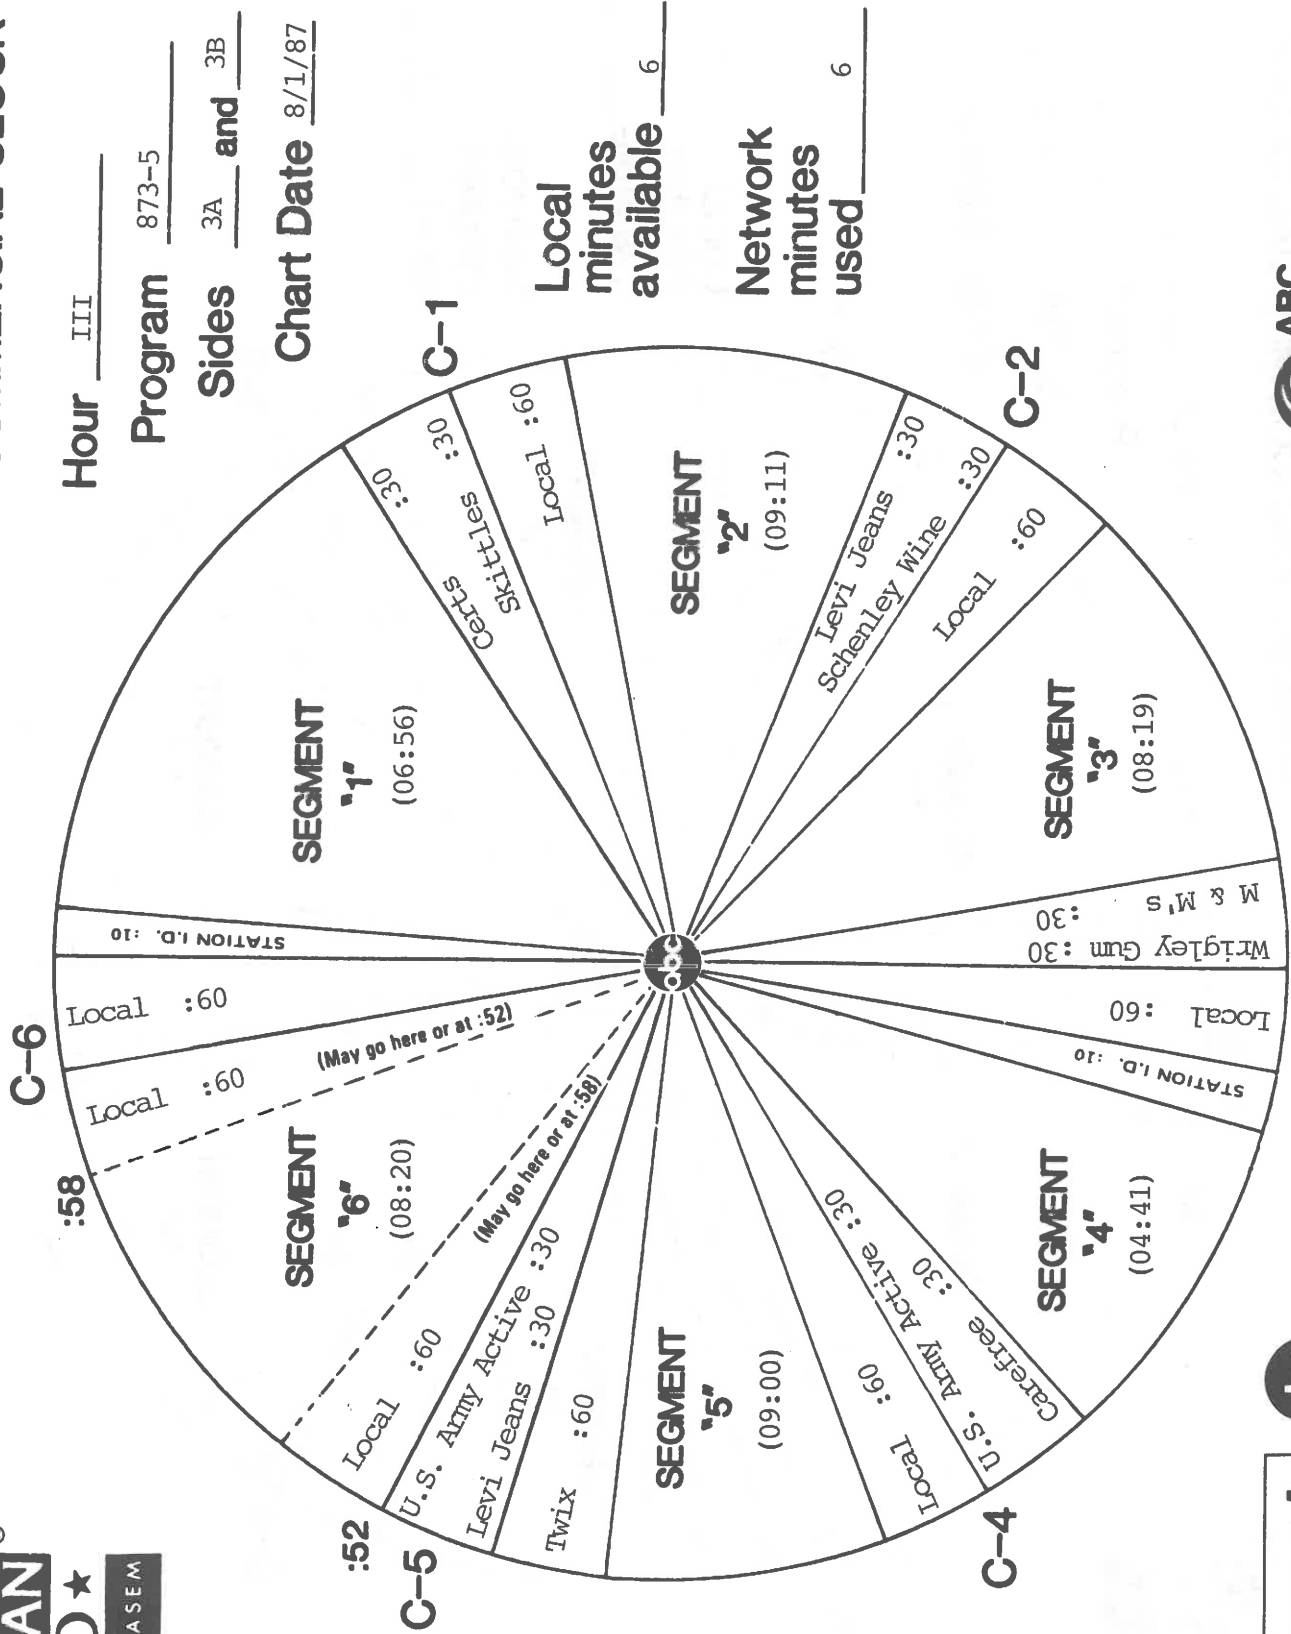 Hour III
Program 873-5
Sides 3A and 3B
Chart Date 8/1/87
Local
minutes
available 6
Network
minutes
used 6
SEGMENT
"1"
(06:56)
Certs :30
Skittles :30
C-1
Local :60
SEGMENT
"2"
(09:11)
Levi Jeans :30
Schenley Wine :30
C-2
Local :60
SEGMENT
"3"
(08:19)
M & M's :30
Wrigley Gum :30
Local :60
STATION I.D. :10
SEGMENT
"4"
(04:41)
Carefree :30
U.S. Army Active :30
C-4
Local :60
SEGMENT
"5"
(09:00)
Twix :60
Levi Jeans :30
U.S. Army Active :30
C-5
:52
Local :60
(May go here or at :58)
SEGMENT
"6"
(08:20)
:58
(May go here or at :52)
Local :60
C-6
Local :60
STATION I.D. :10
abc
ABC
AN
ASEM